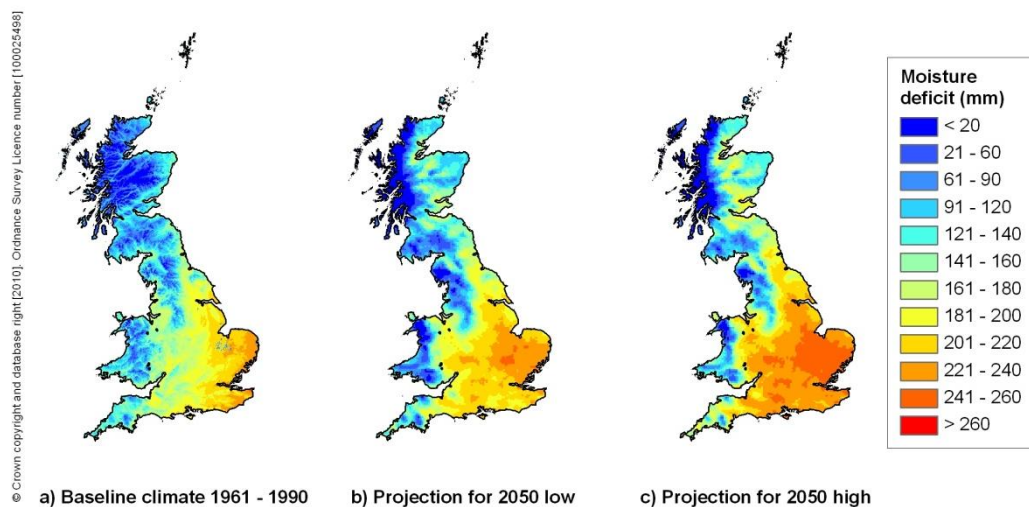 © Crown copyright and database right [2010]. Ordnance Survey Licence number [100025498]
Moisture
deficit (mm)
< 20
21 - 60
61 - 90
91 - 120
121 - 140
141 - 160
161 - 180
181 - 200
201 - 220
221 - 240
241 - 260
> 260
a) Baseline climate 1961 - 1990
b) Projection for 2050 low
c) Projection for 2050 high